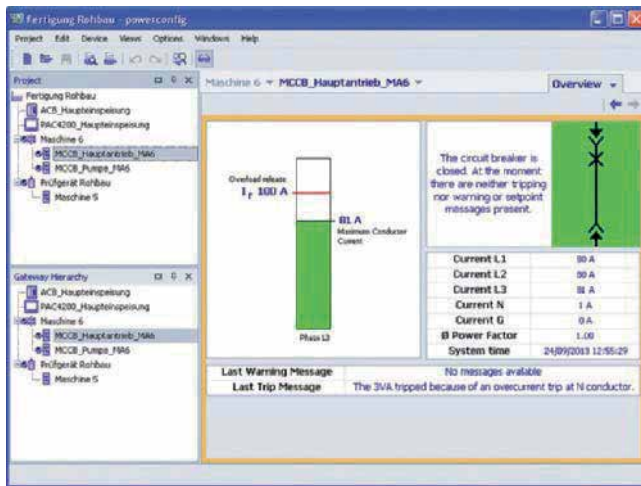 Fertigung Rohbau - powerconfig
Project Edit Device Views Options Windows Help
Project
Fertigung Rohbau
ACB_Haupteinspeisung
PAC4200_Haupteinspeisung
Maschine 6
MCCB_Hauptantrieb_MA6
MCCB_Pumpe_MA6
Prüfgerät Rohbau
Maschine 5
Gateway Hierarchy
ACB_Haupteinspeisung
PAC4200_Haupteinspeisung
Maschine 6
MCCB_Hauptantrieb_MA6
MCCB_Pumpe_MA6
Prüfgerät Rohbau
Maschine 5
Maschine 6 MCCB_Hauptantrieb_MA6
Overview
Overload release
Ir 100 A
81 A
Maximum Conductor
Current
Phase L3
The circuit breaker is
closed. At the moment
there are neither tripping
nor warning or setpoint
messages present.
Current L1 80 A
Current L2 80 A
Current L3 81 A
Current N 1 A
Current G 0 A
Ø Power Factor 1.00
System time 24/09/2013 12:55:29
Last Warning Message No messages available
Last Trip Message The 3VA tripped because of an overcurrent trip at N conductor.